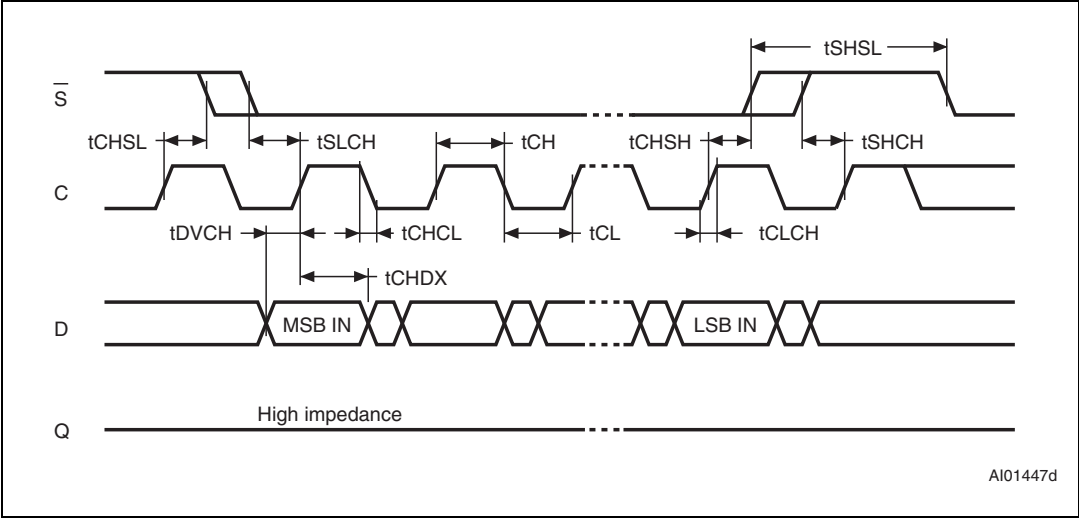 tSHSL
S
tCHSL
tSLCH
tCH
tCHSH
tSHCH
C
tDVCH
tCHCL
tCL
tCLCH
tCHDX
D
MSB IN
LSB IN
High impedance
Q
AI01447d